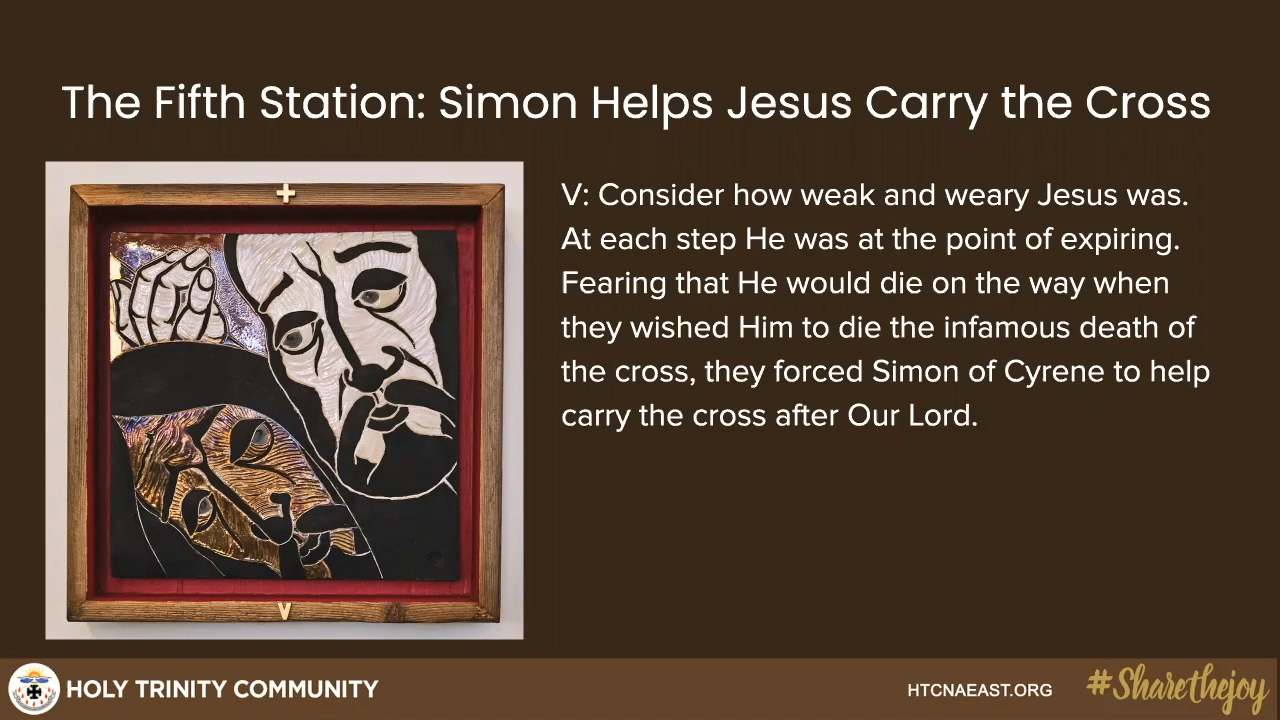 The Fifth Station: Simon Helps Jesus Carry the Cross
V: Consider how weak and weary Jesus was.
At each step He was at the point of expiring.
Fearing that He would die on the way when
they wished Him to die the infamous death of
the cross, they forced Simon of Cyrene to help
carry the cross after Our Lord.
V
HOLY TRINITY COMMUNITY
HTCNAEAST.ORG
#Sharethejoy